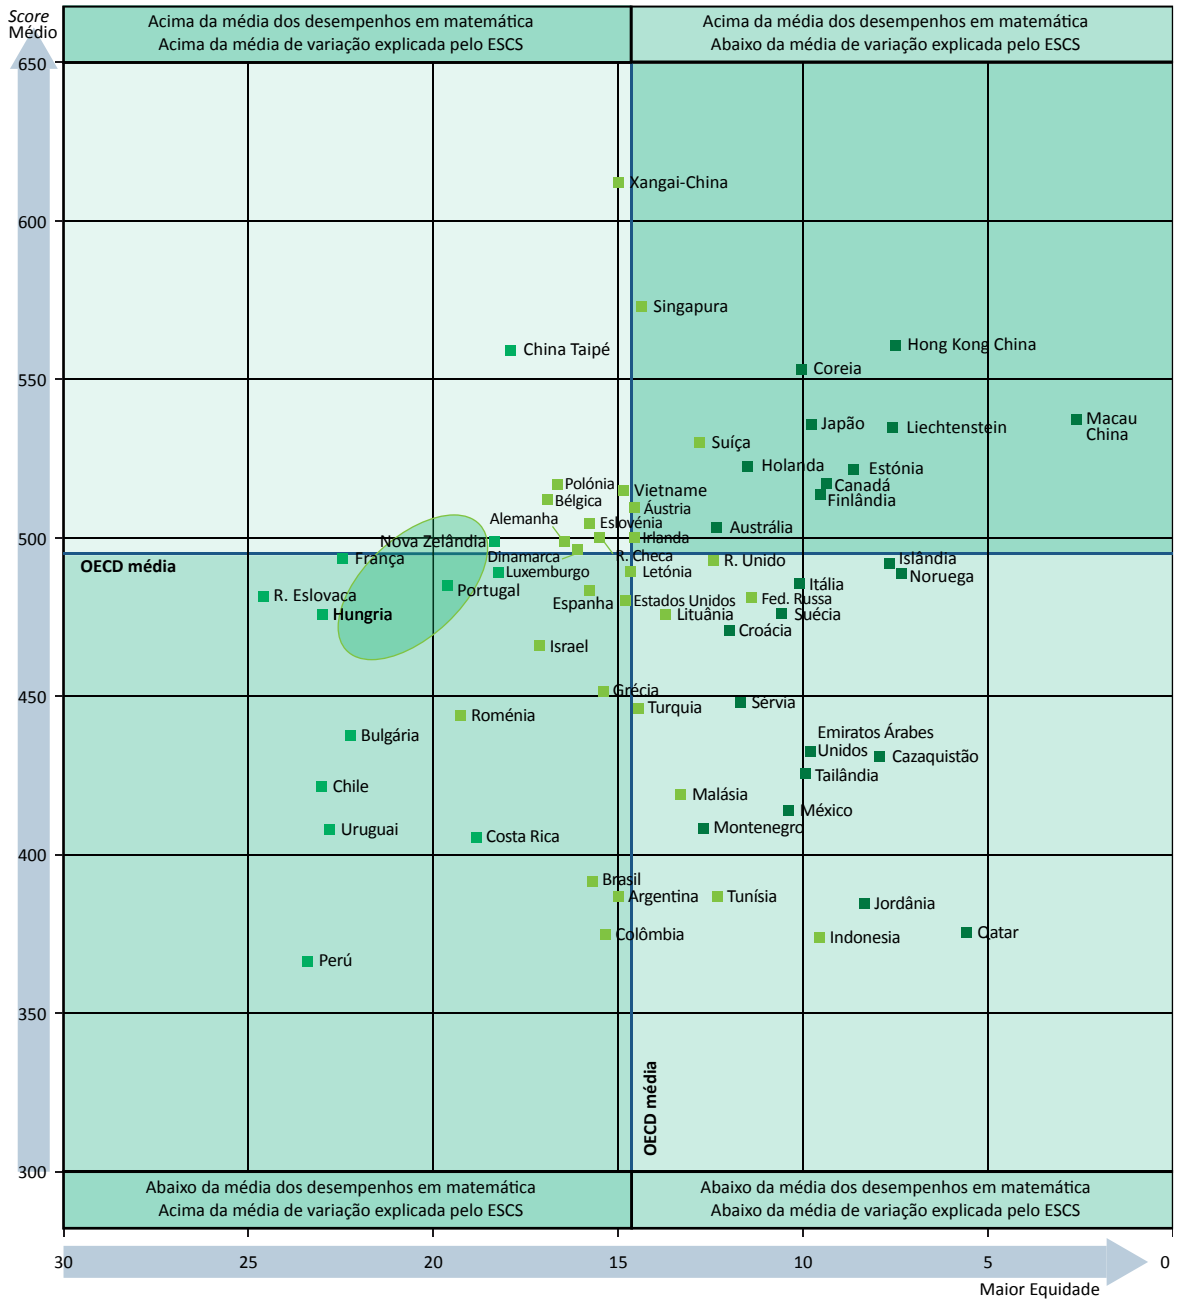 Score
Médio
Acima da média dos desempenhos em matemática
Acima da média de variação explicada pelo ESCS
Acima da média dos desempenhos em matemática
Abaixo da média de variação explicada pelo ESCS
650
Xangai-China
600
Singapura
China Taipé
Hong Kong China
Coreia
550
Macau
China
Japão
Liechtenstein
Suíça
Holanda
Estónia
Polónia
Canadá
Vietname
Bélgica
Finlândia
Áustria
Alemanha
Eslovénia
Austrália
500
Nova Zelândia
Irlanda
Dinamarca
R. Checa
OECD média
França
R. Unido
Islândia
Luxemburgo
Letónia
Noruega
Portugal
Itália
R. Eslovaca
Espanha
Estados Unidos
Fed. Russa
Hungria
Lituânia
Suécia
Croácia
Israel
450
Grécia
Roménia
Turquia
Sérvia
Bulgária
Emiratos Árabes
Unidos
Cazaquistão
Tailândia
Chile
Malásia
México
Uruguai
Costa Rica
Montenegro
400
Brasil
Argentina
Tunísia
Jordânia
Colômbia
Indonesia
Qatar
Perú
350
OECD média
300
Abaixo da média dos desempenhos em matemática
Acima da média de variação explicada pelo ESCS
Abaixo da média dos desempenhos em matemática
Abaixo da média de variação explicada pelo ESCS
30
25
20
15
10
5
0
Maior Equidade